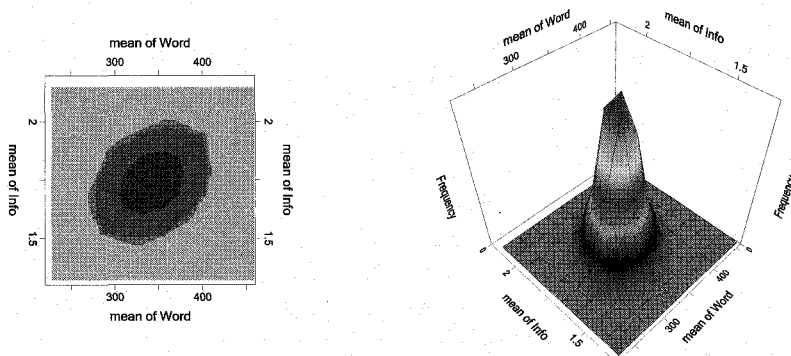 mean of Word
300 400
2 2
mean of Info mean of Info
1.5 1.5
300 400
mean of Word
mean of Word
300 400
mean of Info
2 1.5
Frequency Frequency
0 0
2 1.5
mean of Info
300 400
mean of Word